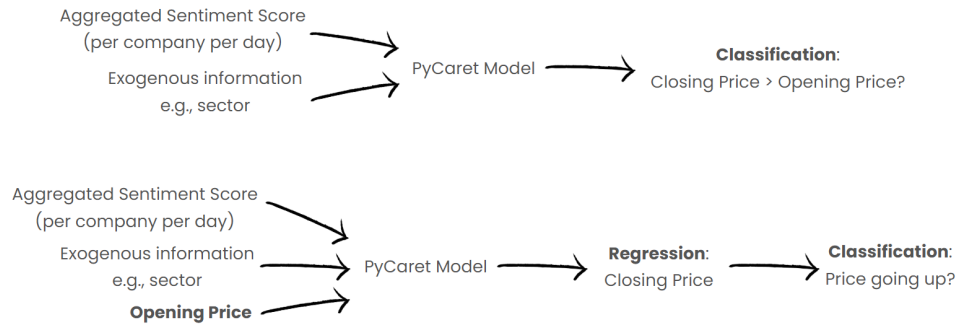 Aggregated Sentiment Score
(per company per day)
Exogenous information
e.g., sector
PyCaret Model
Classification:
Closing Price > Opening Price?
Aggregated Sentiment Score
(per company per day)
Exogenous information
e.g., sector
Opening Price
PyCaret Model
Regression:
Closing Price
Classification:
Price going up?